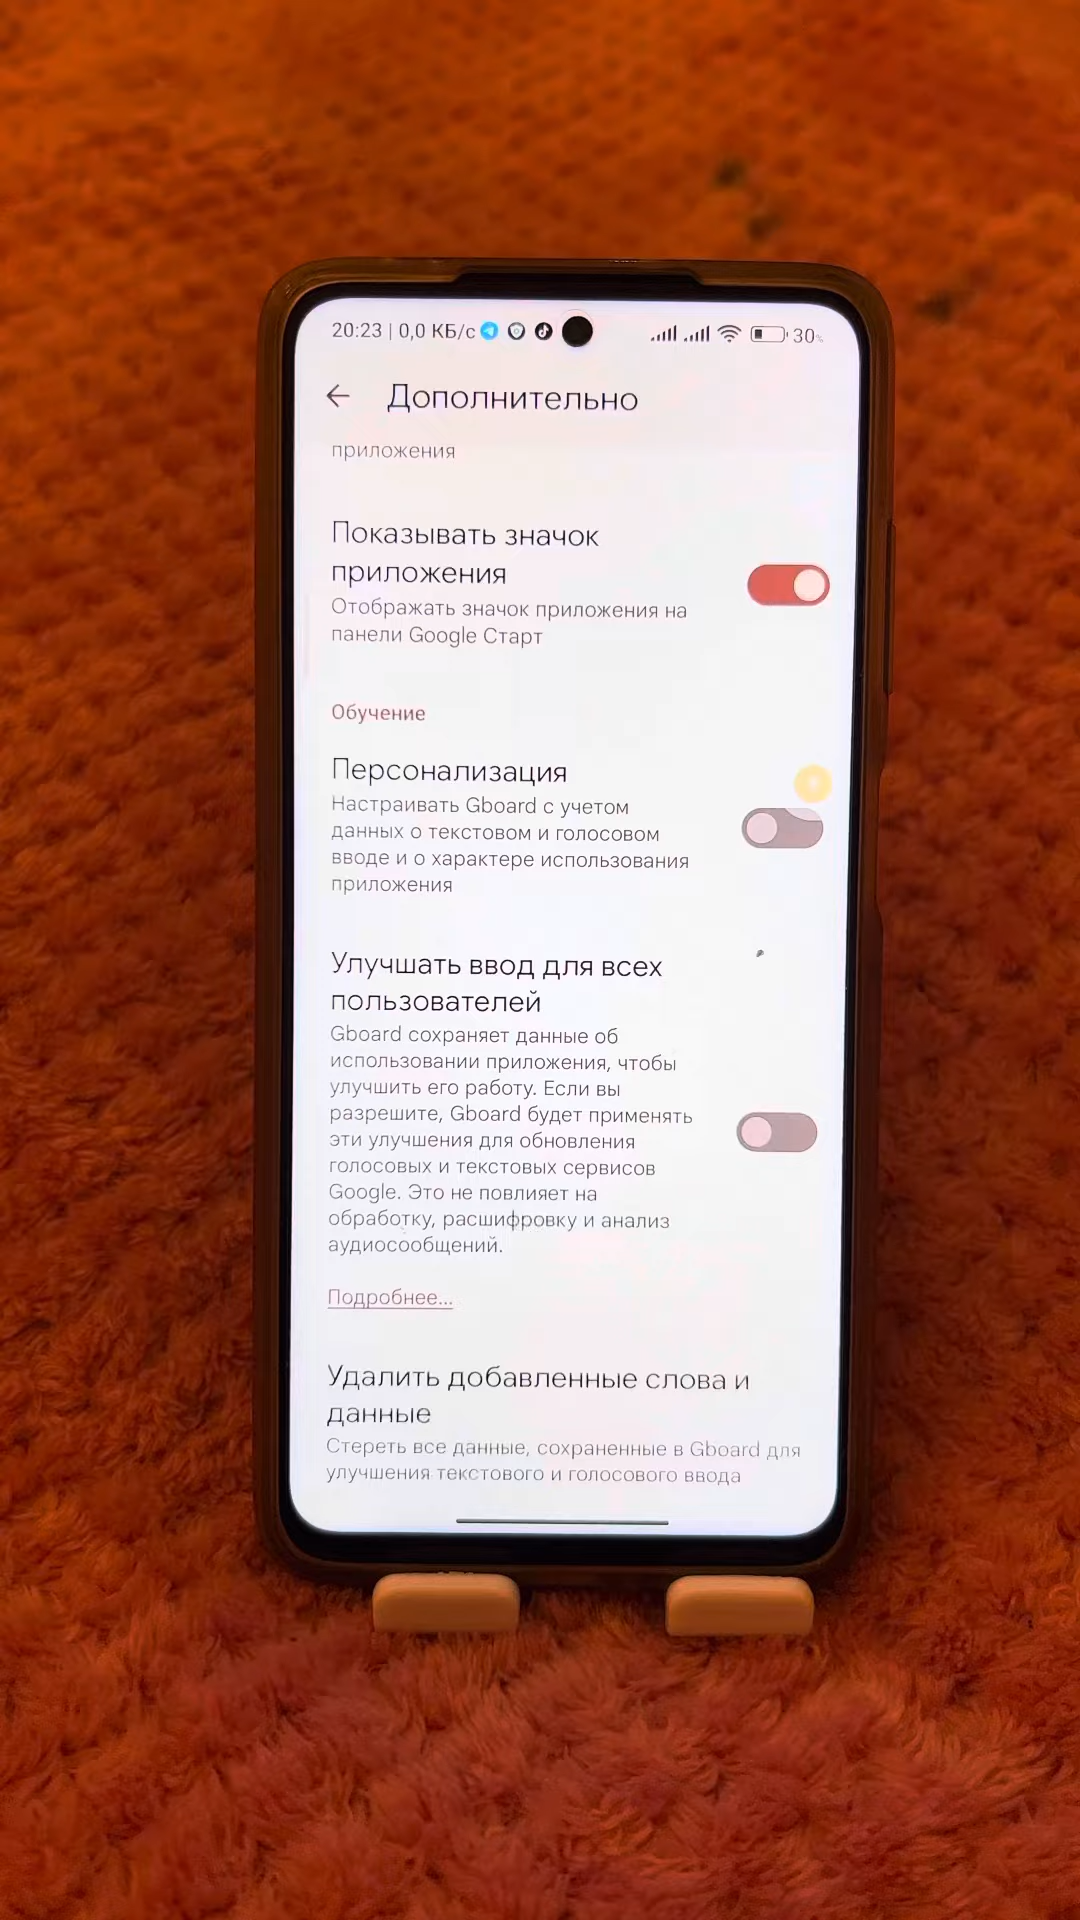 20:23 | 0,0 КБ/с 30%
Дополнительно
приложения
Показывать значок
приложения
Отображать значок приложения на
панели Google Старт
Обучение
Персонализация
Настраивать Gboard с учетом
данных о текстовом и голосовом
вводе и о характере использования
приложения
Улучшать ввод для всех
пользователей
Gboard сохраняет данные об
использовании приложения, чтобы
улучшить его работу. Если вы
разрешите, Gboard будет применять
эти улучшения для обновления
голосовых и текстовых сервисов
Google. Это не повлияет на
обработку, расшифровку и анализ
аудиосообщений.
Подробнее...
Удалить добавленные слова и
данные
Стереть все данные, сохраненные в Gboard для
улучшения текстового и голосового ввода